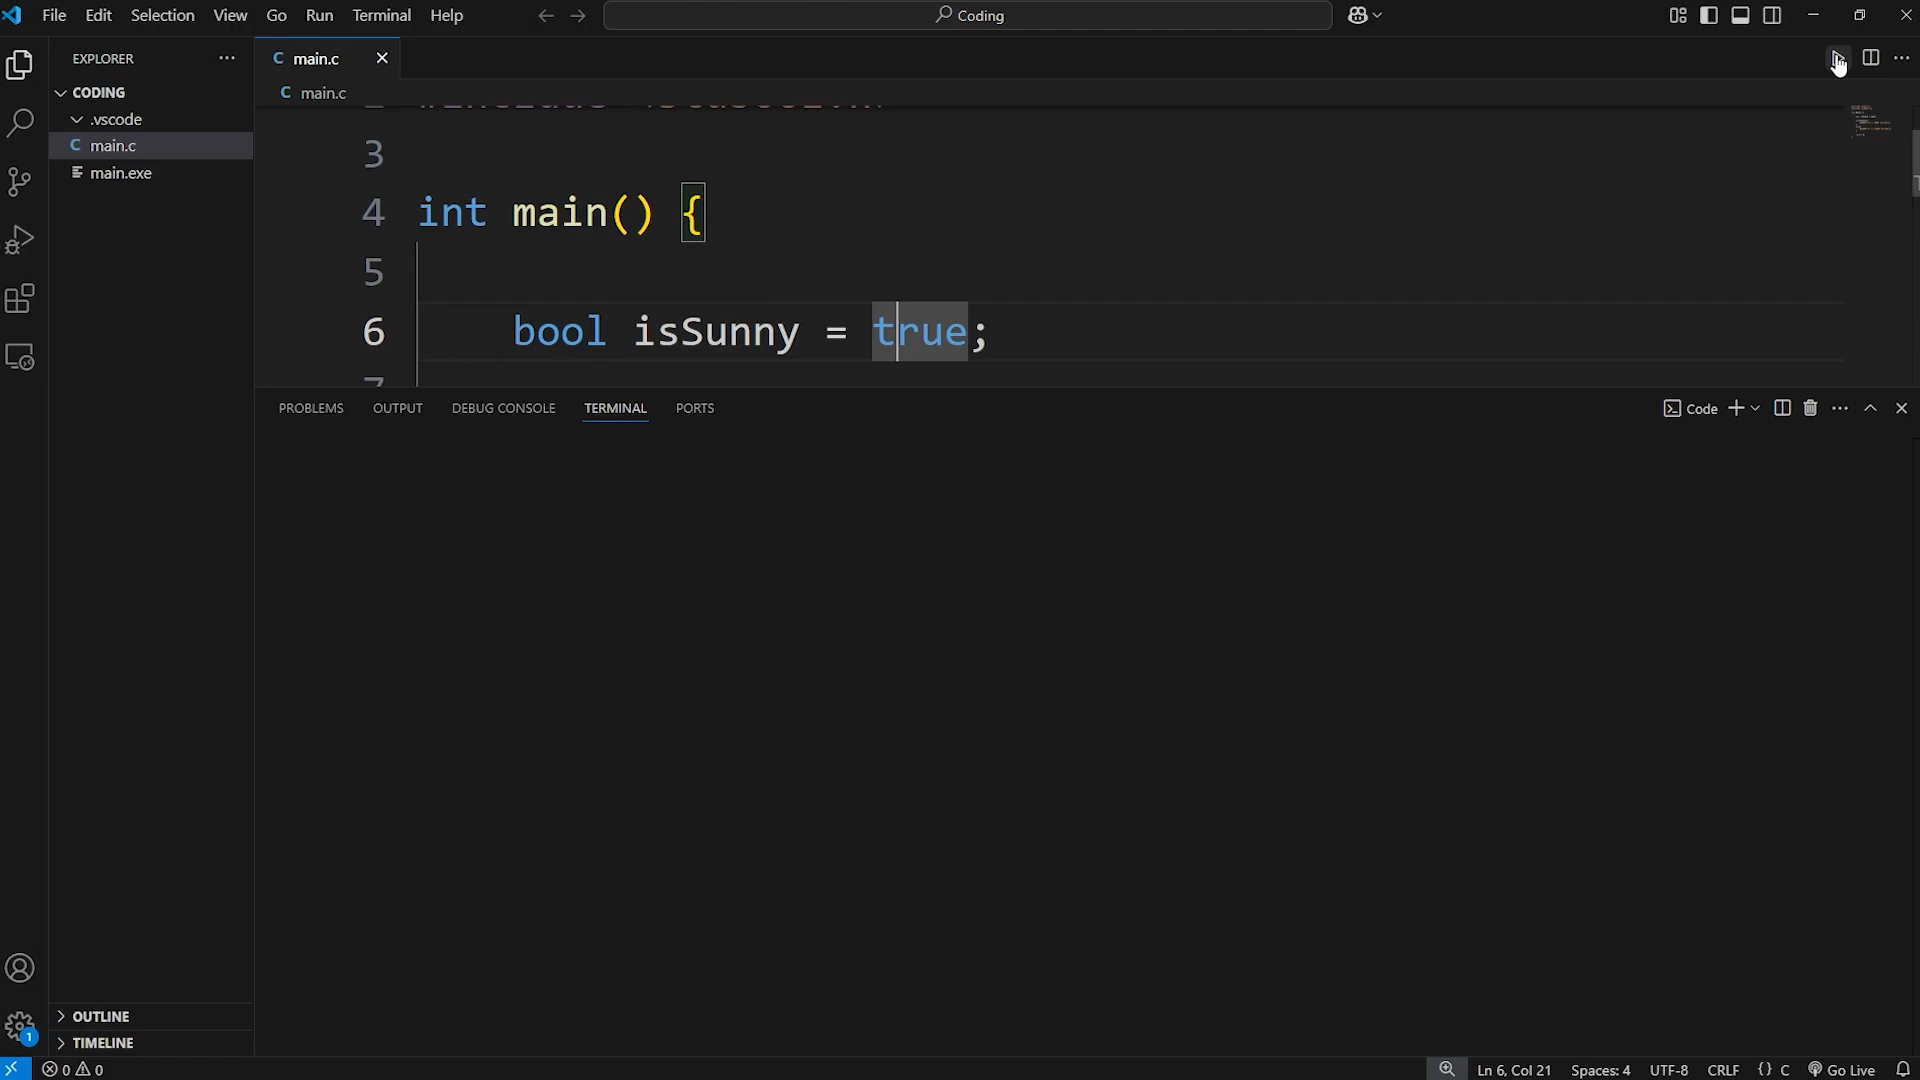 File Edit Selection View Go Run Terminal Help
Coding
EXPLORER
CODING
.vscode
C main.c
main.exe
OUTLINE
TIMELINE
C main.c
C main.c
3
4 int main() {
5
6 bool isSunny = true;
7
PROBLEMS OUTPUT DEBUG CONSOLE TERMINAL PORTS
Code
1
0 0
Ln 6, Col 21 Spaces: 4 UTF-8 CRLF {} C Go Live